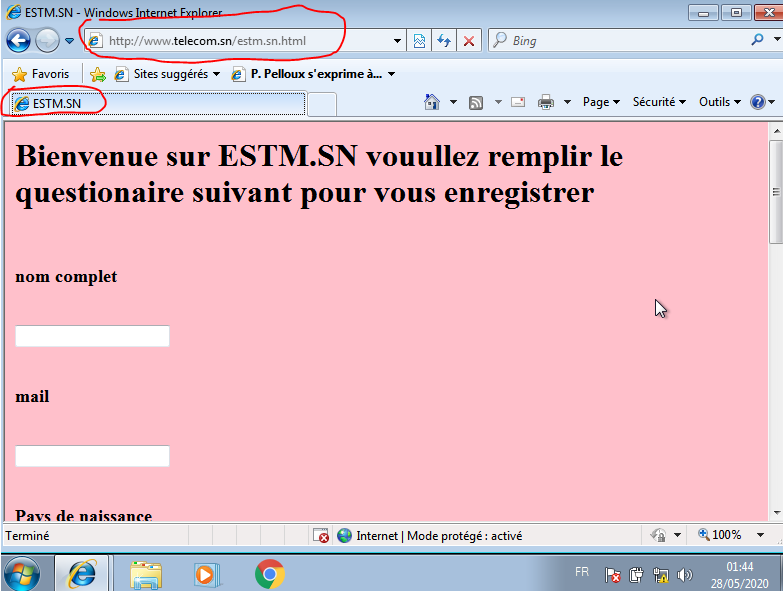 ESTM.SN - Windows Internet Explorer
http://www.telecom.sn/estm.sn.html
Bing
Favoris
Sites suggérés
P. Pelloux s'exprime à...
ESTM.SN
Page
Sécurité
Outils
Bienvenue sur ESTM.SN vouullez remplir le
questionaire suivant pour vous enregistrer
nom complet
mail
Pays de naissance
Terminé
Internet | Mode protégé : activé
100%
FR
01:44
28/05/2020